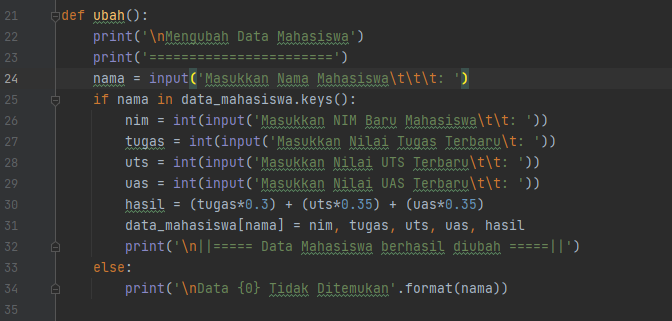 21 def ubah():
22 print('\nMengubah Data Mahasiswa')
23 print('=======================')
24 nama = input('Masukkan Nama Mahasiswa\t\t\t: ')
25 if nama in data_mahasiswa.keys():
26 nim = int(input('Masukkan NIM Baru Mahasiswa\t\t: '))
27 tugas = int(input('Masukkan Nilai Tugas Terbaru\t: '))
28 uts = int(input('Masukkan Nilai UTS Terbaru\t\t: '))
29 uas = int(input('Masukkan Nilai UAS Terbaru\t\t: '))
30 hasil = (tugas*0.3) + (uts*0.35) + (uas*0.35)
31 data_mahasiswa[nama] = nim, tugas, uts, uas, hasil
32 print('\n||===== Data Mahasiswa berhasil diubah =====||')
33 else:
34 print('\nData {0} Tidak Ditemukan'.format(nama))
35